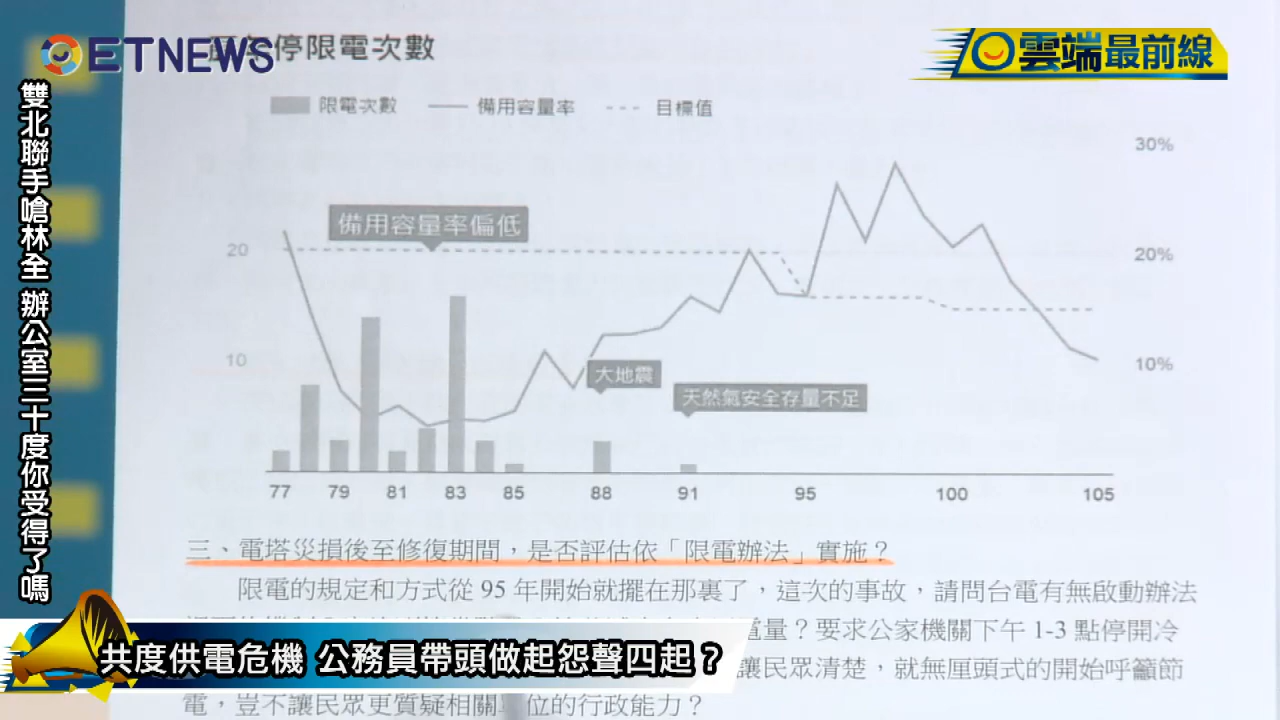 ETNEWS
停限電次數
雲端最前線
雙北聯手嗆林全 辦公室三十度你受得了嗎
限電次數 備用容量率 目標值
30%
備用容量率偏低
20
20%
10
10%
大地震
天然氣安全存量不足
77 79 81 83 85 88 91 95 100 105
三、電塔災損後至修復期間，是否評估依「限電辦法」實施？
限電的規定和方式從 95 年開始就擺在那裏了，這次的事故，請問台電有無啟動辦法
重量？要求公家機關下午 1-3 點停開冷
讓民眾清楚，就無厘頭式的開始呼籲節
電，豈不讓民眾更質疑相關 位的行政能力？
共度供電危機 公務員帶頭做起怨聲四起？